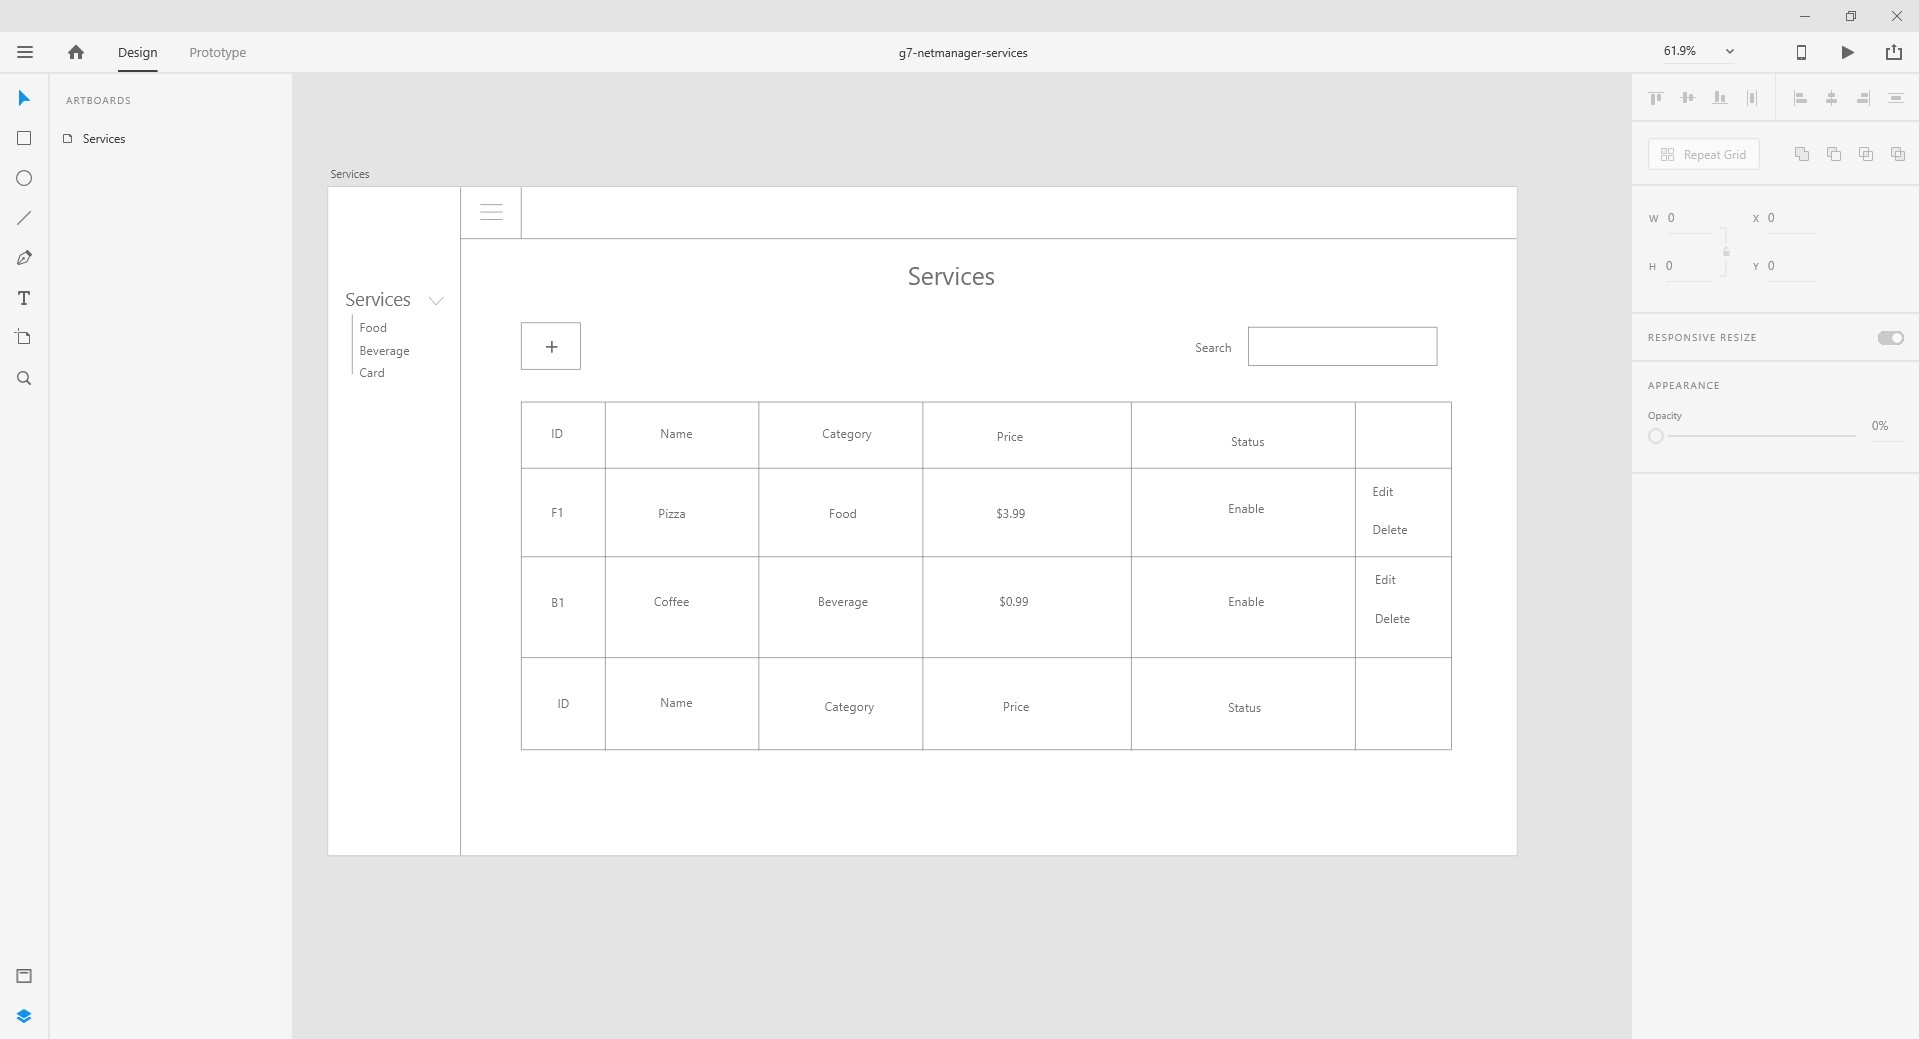 Design Prototype g7-netmanager-services 61.9%
ARTBOARDS
Services
Services
Services
Services
Food
Beverage
Card
+ Search
ID Name Category Price Status
F1 Pizza Food $3.99 Enable Edit
Delete
B1 Coffee Beverage $0.99 Enable Edit
Delete
ID Name Category Price Status
Repeat Grid
W 0 X 0
H 0 Y 0
RESPONSIVE RESIZE
APPEARANCE
Opacity
0%